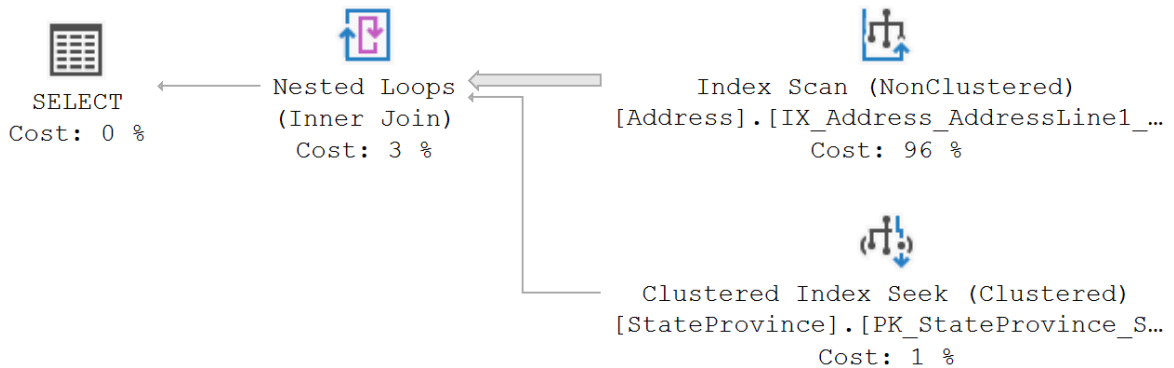 SELECT
Cost: 0 %
Nested Loops
(Inner Join)
Cost: 3 %
Index Scan (NonClustered)
[Address].[IX_Address_AddressLine1_…
Cost: 96 %
Clustered Index Seek (Clustered)
[StateProvince].[PK_StateProvince_S…
Cost: 1 %